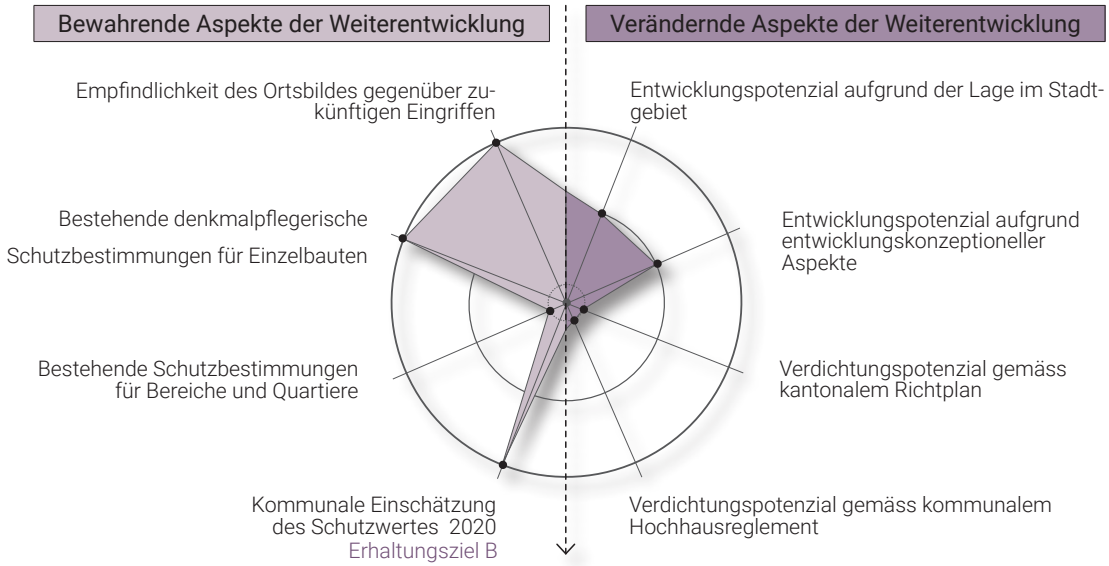 Bewahrende Aspekte der Weiterentwicklung
Verändernde Aspekte der Weiterentwicklung
Empfindlichkeit des Ortsbildes gegenüber zu-
künftigen Eingriffen
Entwicklungspotenzial aufgrund der Lage im Stadt-
gebiet
Bestehende denkmalpflegerische
Schutzbestimmungen für Einzelbauten
Entwicklungspotenzial aufgrund
entwicklungskonzeptioneller
Aspekte
Bestehende Schutzbestimmungen
für Bereiche und Quartiere
Verdichtungspotenzial gemäss
kantonalem Richtplan
Kommunale Einschätzung
des Schutzwertes 2020
Erhaltungsziel B
Verdichtungspotenzial gemäss kommunalem
Hochhausreglement